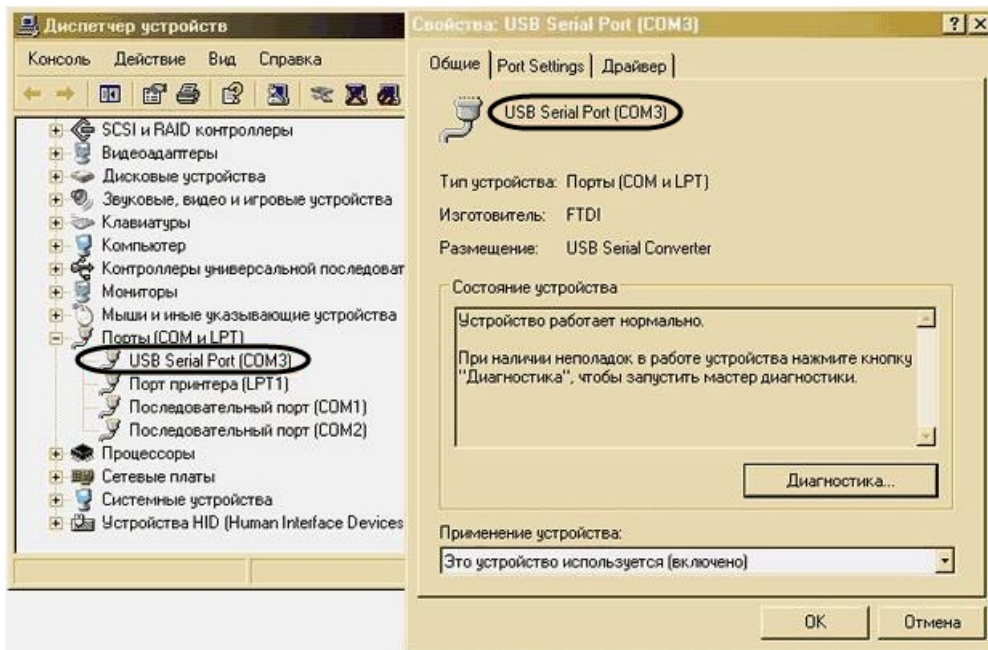 Диспетчер устройств
Консоль Действие Вид Справка
SCSI и RAID контроллеры
Видеоадаптеры
Дисковые устройства
Звуковые, видео и игровые устройства
Клавиатуры
Компьютер
Контроллеры универсальной последоват
Мониторы
Мыши и иные указывающие устройства
Порты (COM и LPT)
USB Serial Port (COM3)
Порт принтера (LPT1)
Последовательный порт (COM1)
Последовательный порт (COM2)
Процессоры
Сетевые платы
Системные устройства
Устройства HID (Human Interface Devices
Свойства: USB Serial Port (COM3)
Общие Port Settings Драйвер
USB Serial Port (COM3)
Тип устройства: Порты (COM и LPT)
Изготовитель: FTDI
Размещение: USB Serial Converter
Состояние устройства
Устройство работает нормально.
При наличии неполадок в работе устройства нажмите кнопку
"Диагностика", чтобы запустить мастер диагностики.
Диагностика...
Применение устройства:
Это устройство используется (включено)
OK Отмена